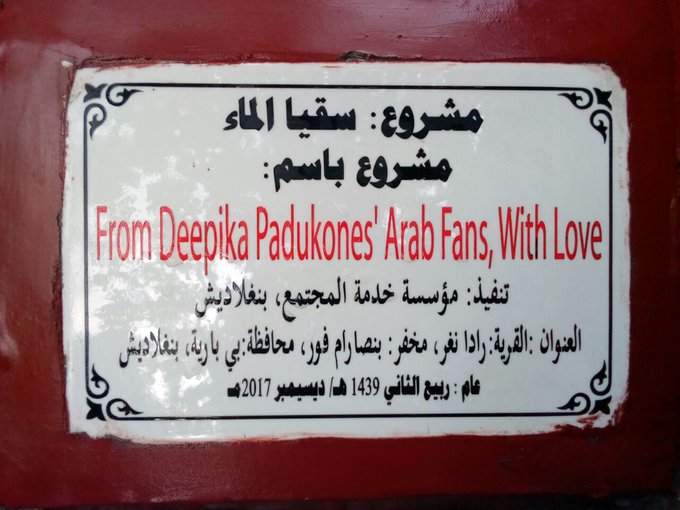 مشروع: سقيا الماء
مشروع باسم:
From Deepika Padukones' Arab Fans, With Love
تنفيذ: مؤسسة خدمة المجتمع، بنغلاديش
العنوان :القرية:رادا نغر، مخفر: بنصارام فور، محافظة:بي بارية، بنغلاديش
عام : ربيع الثاني 1439 هـ/ ديسيمبر 2017مـ